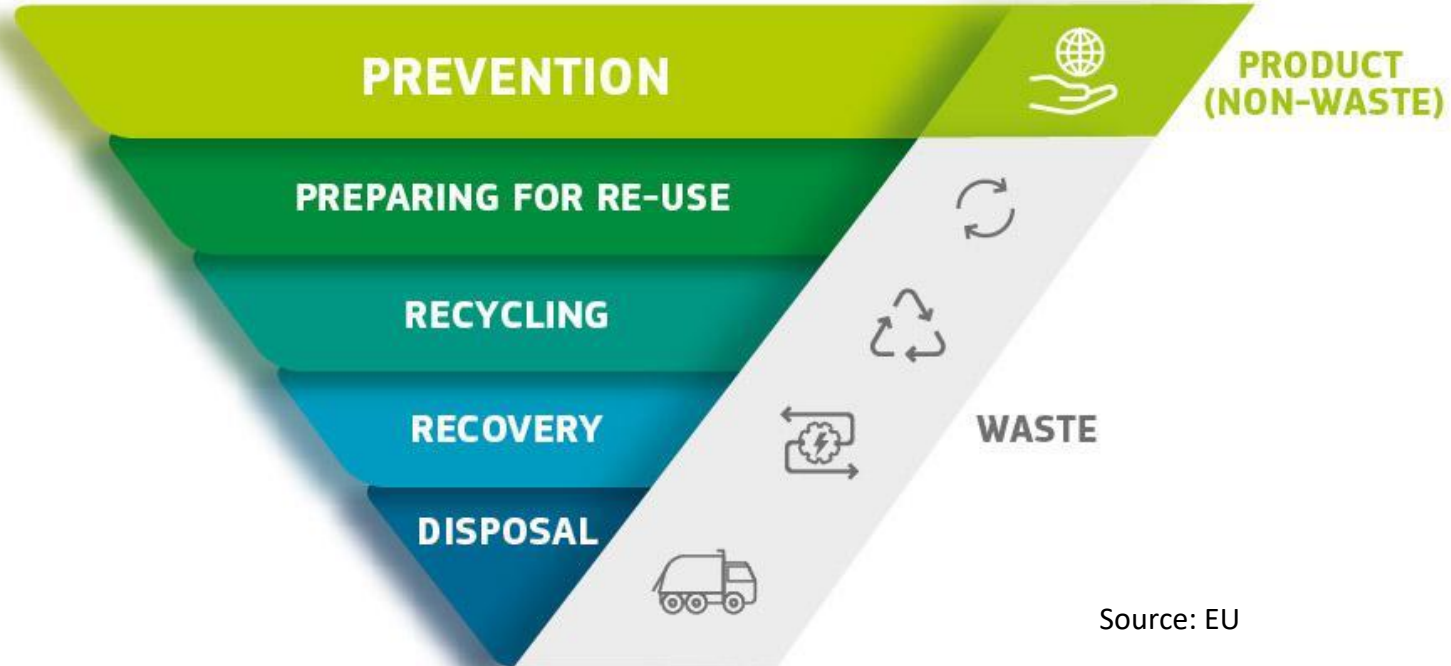 PREVENTION
PRODUCT
(NON-WASTE)
PREPARING FOR RE-USE
RECYCLING
RECOVERY
WASTE
DISPOSAL
Source: EU